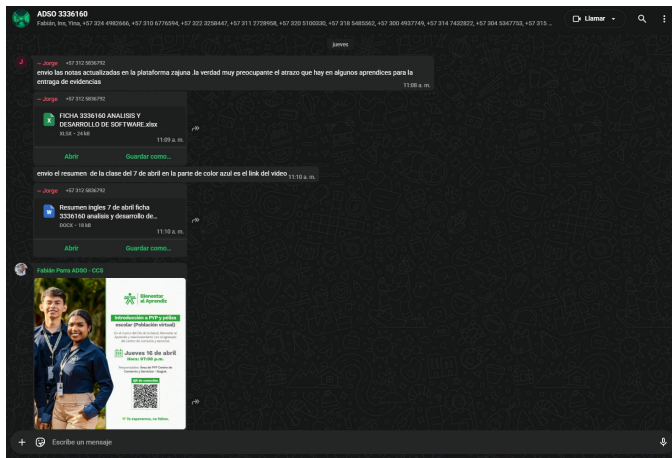 ADSO 3336160
Fabián, Ins, Yina, +57 324 4982666, +57 310 6776594, +57 322 3258447, +57 311 2728958, +57 320 5100330, +57 318 5485562, +57 300 4937749, +57 314 7432822, +57 304 5347753, +57 315 ...
Llamar
jueves
J
~ Jorge +57 312 5836792
envio las notas actualizadas en la plataforma zajuna .la verdad muy preocupante el atrazo que hay en algunos aprendices para la
entraga de evidencias
11:08 a. m.
~ Jorge +57 312 5836792
X
FICHA 3336160 ANALISIS Y
DESARROLLO DE SOFTWARE.xlsx
XLSX • 24 kB
11:09 a. m.
Abrir Guardar como...
envio el resumen de la clase del 7 de abril en la parte de color azul es el link del video 11:10 a. m.
~ Jorge +57 312 5836792
W
Resumen ingles 7 de abril ficha
3336160 analisis y desarrollo de...
DOCX • 18 kB
11:10 a. m.
Abrir Guardar como...
Fabián Parra ADSO - CCS
Bienestar
al Aprendiz
Introducción a PYP y póliza
escolar (Población virtual)
Jueves 16 de abril
Hora: 07:00 p.m.
Escribe un mensaje